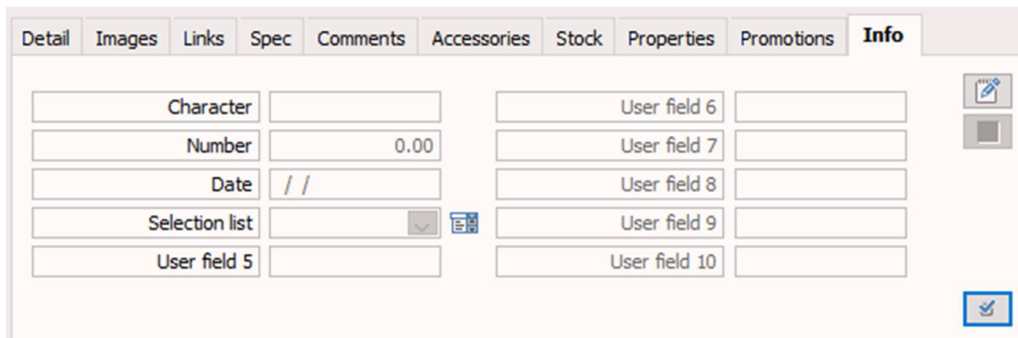 Detail Images Links Spec Comments Accessories Stock Properties Promotions Info
Character User field 6
Number 0.00 User field 7
Date / / User field 8
Selection list User field 9
User field 5 User field 10